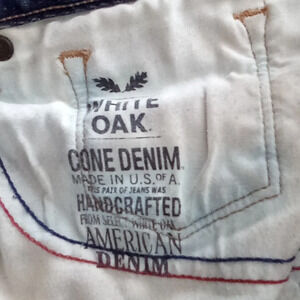 WHITE
OAK.
CONE DENIM®
MADE IN U.S. OF A.
THIS PAIR OF JEANS WAS
HANDCRAFTED
FROM SELECT WHITE OAK
AMERICAN
DENIM